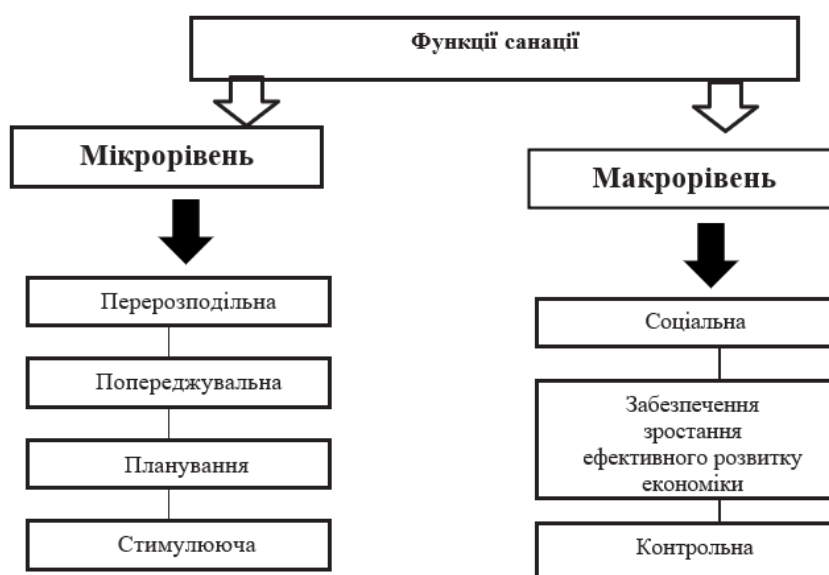 Функції санації
Мікрорівень
Макрорівень
Перерозподільна
Попереджувальна
Планування
Стимулююча
Соціальна
Забезпечення
зростання
ефективного розвитку
економіки
Контрольна